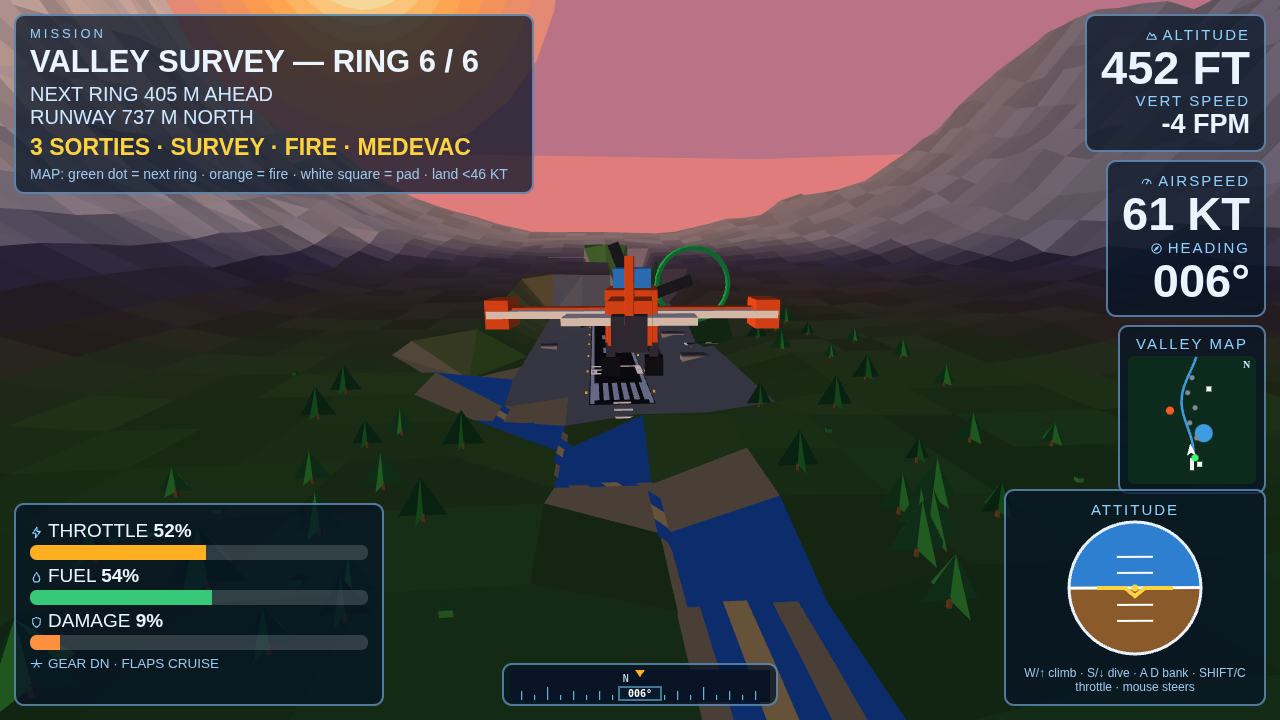 MISSION
VALLEY SURVEY — RING 6 / 6
NEXT RING 405 M AHEAD
RUNWAY 737 M NORTH
3 SORTIES · SURVEY · FIRE · MEDEVAC
MAP: green dot = next ring · orange = fire · white square = pad · land <46 KT
ALTITUDE
452 FT
VERT SPEED
-4 FPM
AIRSPEED
61 KT
HEADING
006°
VALLEY MAP
N
THROTTLE 52%
FUEL 54%
DAMAGE 9%
GEAR DN · FLAPS CRUISE
N
006°
ATTITUDE
W/↑ climb · S/↓ dive · A D bank · SHIFT/C
throttle · mouse steers